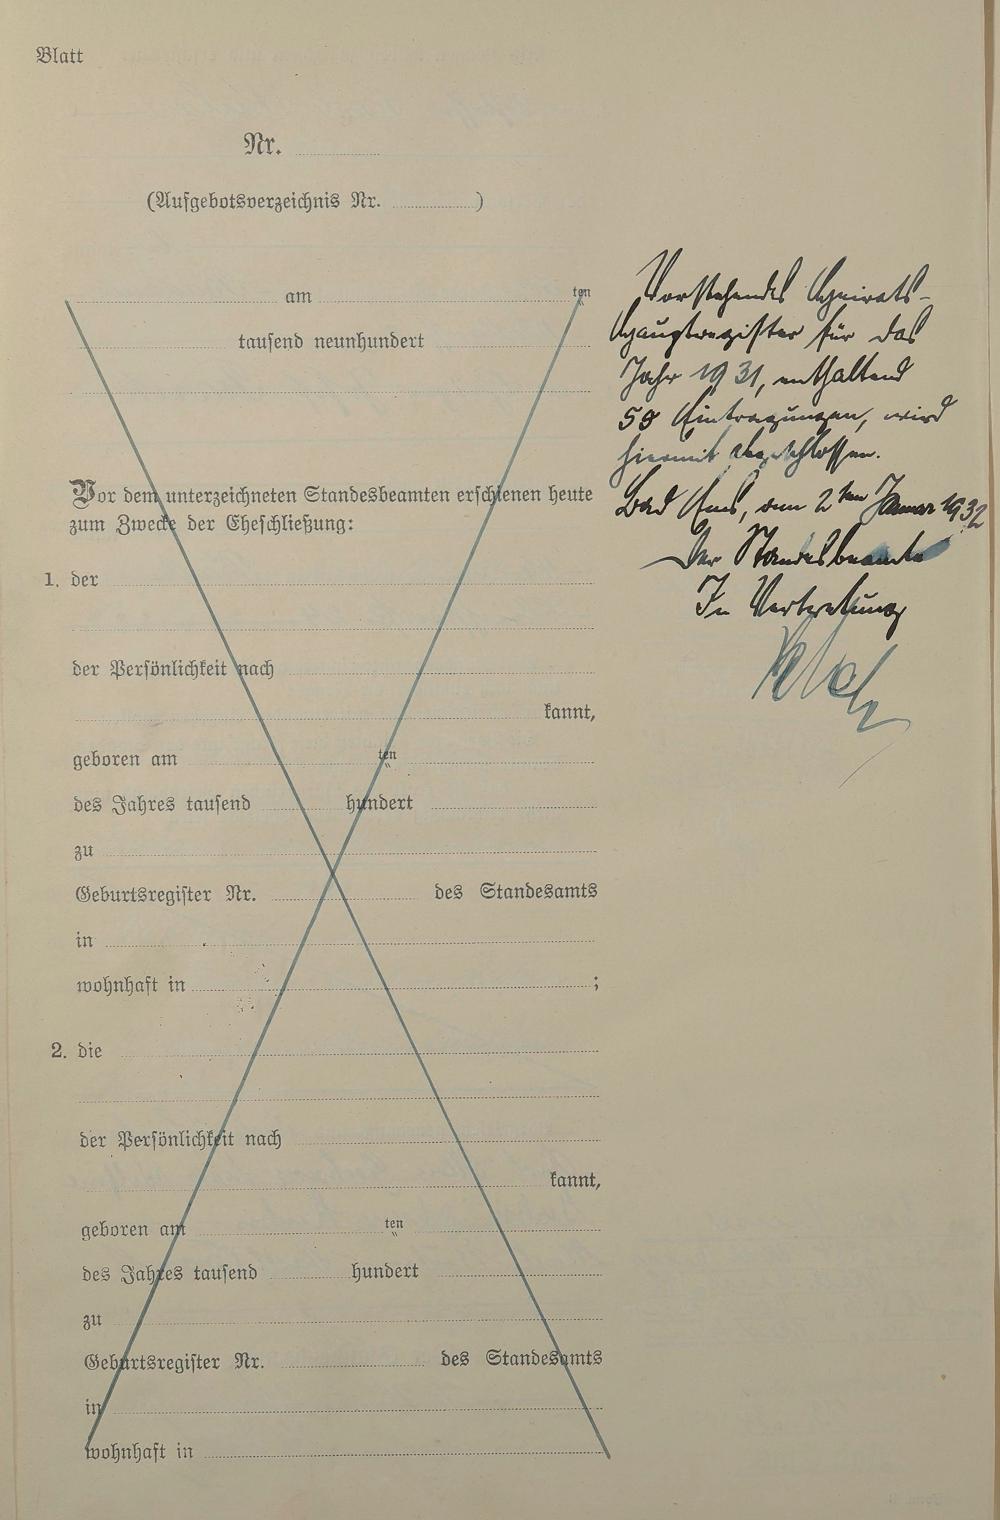 Blatt
Nr.
(Aufgebotsverzeichnis Nr. )
am ten
tausend neunhundert
Vor dem unterzeichneten Standesbeamten erschienen heute
zum Zwecke der Eheschließung:
1. der
der Persönlichkeit nach
kannt,
geboren am ten
des Jahres tausend hundert
zu
Geburtsregister Nr. des Standesamts
in
wohnhaft in ;
2. die
der Persönlichkeit nach
kannt,
geboren am ten
des Jahres tausend hundert
zu
Geburtsregister Nr. des Standesamts
in
wohnhaft in
Vorstehendes Heirats-
Hauptregister für das
Jahr 1931, enthaltend
Eintragungen, wird
hiermit abgeschlossen.
Bad Ems, am 2ten Januar 1932
Der Standesbeamte
In Vertretung